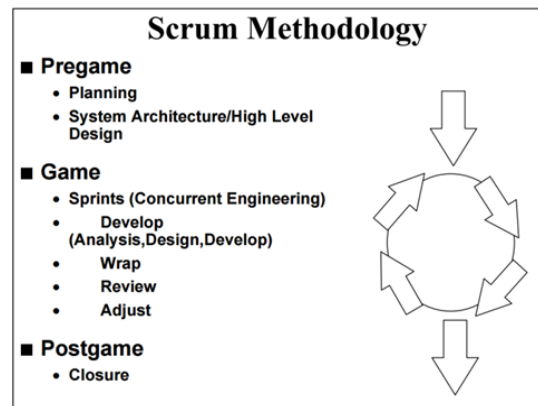 Scrum Methodology
■ Pregame
• Planning
• System Architecture/High Level
Design
■ Game
• Sprints (Concurrent Engineering)
• Develop
(Analysis,Design,Develop)
• Wrap
• Review
• Adjust
■ Postgame
• Closure